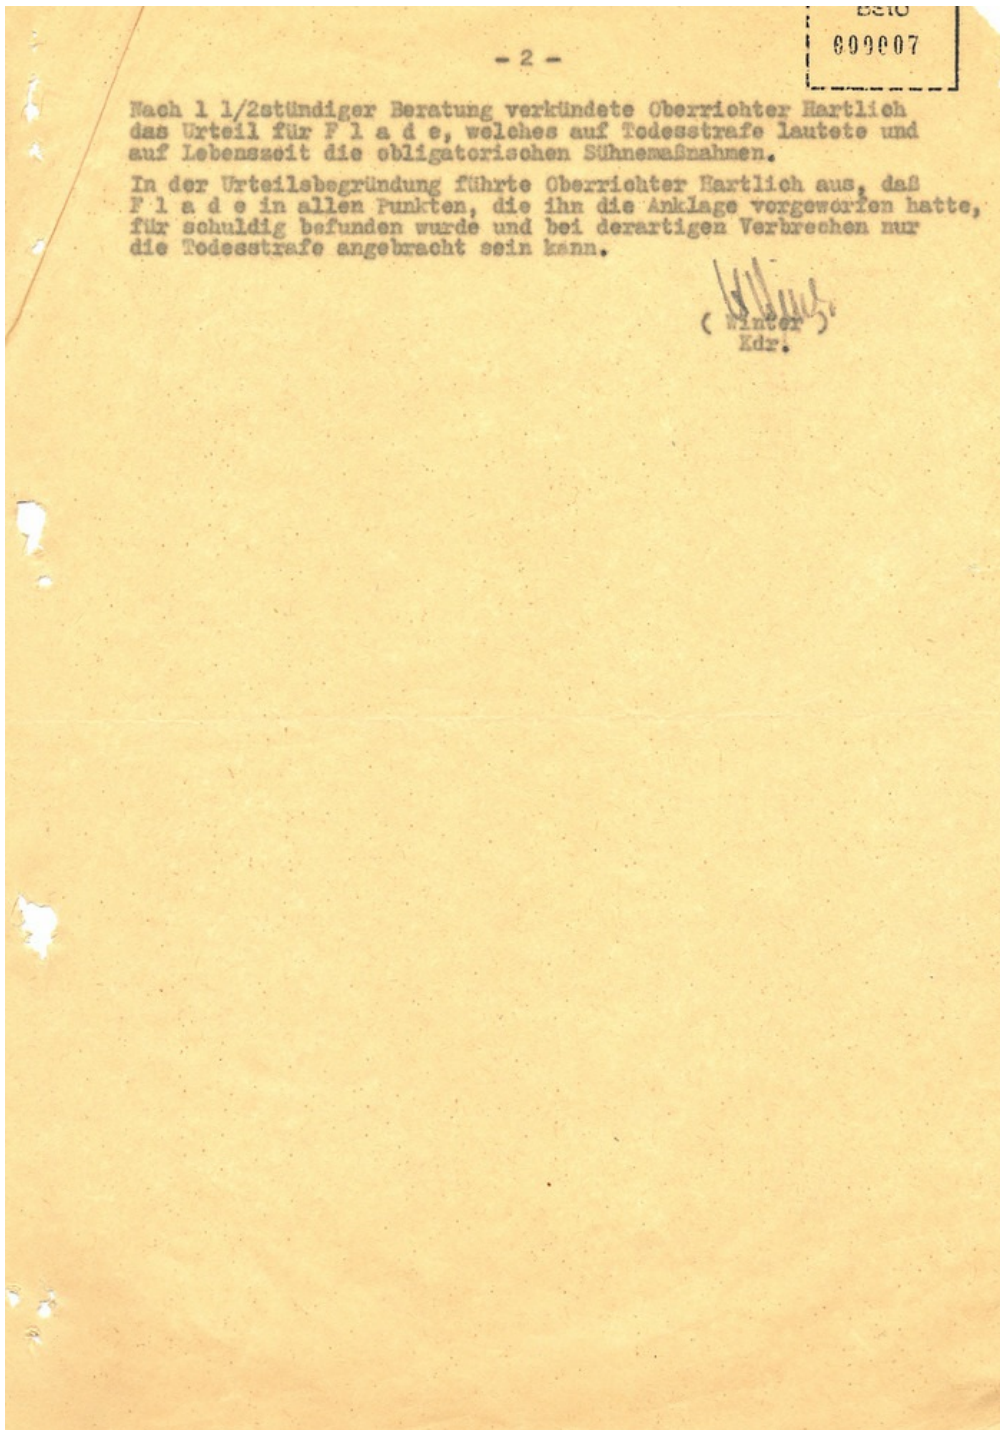 BStU
009007
- 2 -
Nach 1 1/2stündiger Beratung verkündete Oberrichter Hartlich
das Urteil für F l a d e, welches auf Todesstrafe lautete und
auf Lebenszeit die obligatorischen Sühnemaßnahmen.
In der Urteilsbegründung führte Oberrichter Hartlich aus, daß
F l a d e in allen Punkten, die ihn die Anklage vorgeworfen hatte,
für schuldig befunden wurde und bei derartigen Verbrechen nur
die Todesstrafe angebracht sein kann.
( Winter )
Kdr.